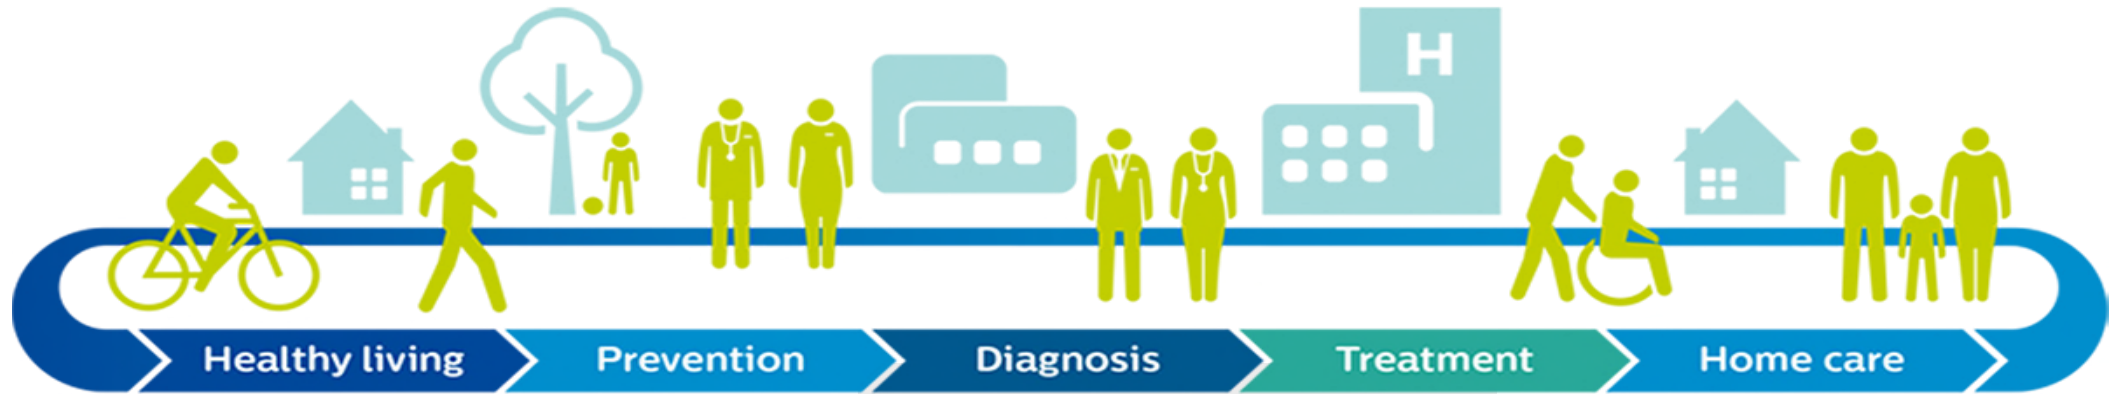 H
Healthy living
Prevention
Diagnosis
Treatment
Home care